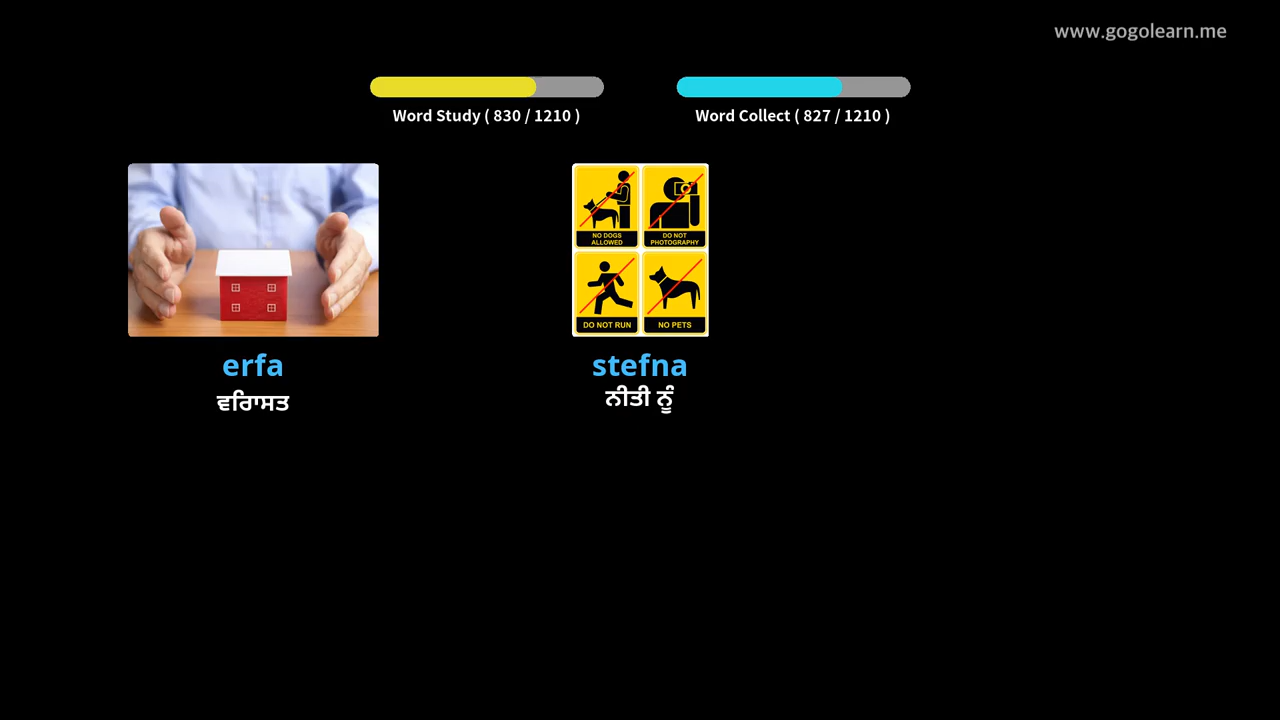 www.gogolearn.me
Word Study ( 830 / 1210 )
Word Collect ( 827 / 1210 )
NO DOGS
ALLOWED
DO NOT
PHOTOGRAPHY
DO NOT RUN
NO PETS
erfa
stefna
ਵਿਰਾਸਤ
ਨੀਤੀ ਨੂੰ